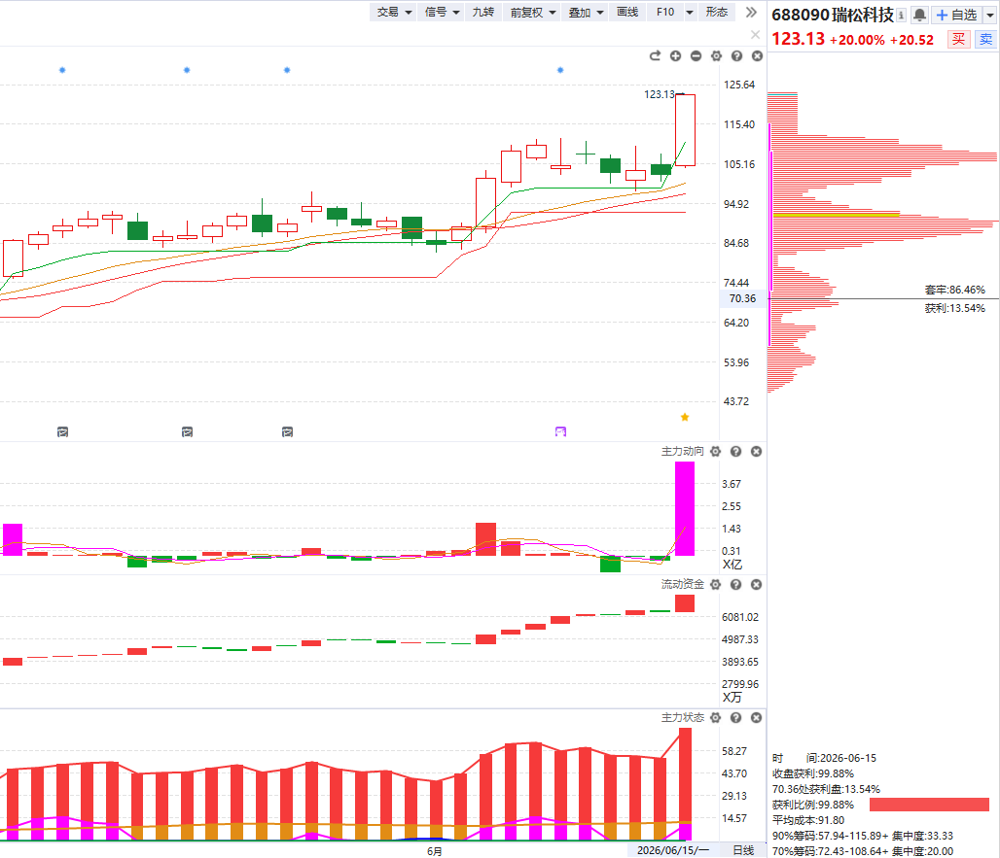 交易 信号 九转 前复权 叠加 画线 F10 形态
688090 瑞松科技 自选
123.13 +20.00% +20.52 买 卖
125.64
123.13
115.40
105.16
94.92
84.68
74.44
70.36
64.20
53.96
43.72
套牢:86.46%
获利:13.54%
主力动向
3.67
2.55
1.43
0.31
X亿
流动资金
6081.02
4987.33
3893.65
2799.96
X万
主力状态
58.27
43.70
29.13
14.57
6月 2026/06/15/一 日线
时 间:2026-06-15
收盘获利:99.88%
70.36处获利盘:13.54%
获利比例:99.88%
平均成本:91.80
90%筹码:57.94-115.89+ 集中度:33.33
70%筹码:72.43-108.64+ 集中度:20.00